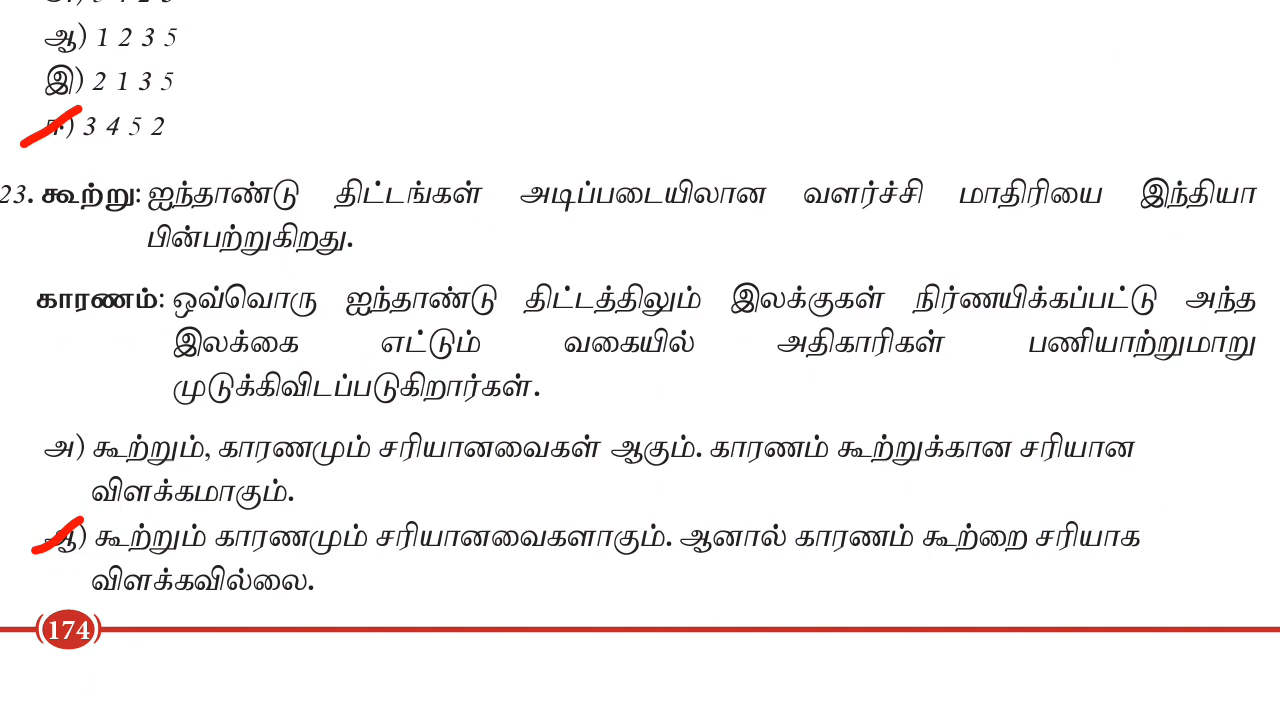 ஆ) 1 2 3 5
இ) 2 1 3 5
ஈ) 3 4 5 2
23. கூற்று: ஐந்தாண்டு திட்டங்கள் அடிப்படையிலான வளர்ச்சி மாதிரியை இந்தியா
பின்பற்றுகிறது.
காரணம்: ஒவ்வொரு ஐந்தாண்டு திட்டத்திலும் இலக்குகள் நிர்ணயிக்கப்பட்டு அந்த
இலக்கை எட்டும் வகையில் அதிகாரிகள் பணியாற்றுமாறு
முடுக்கிவிடப்படுகிறார்கள்.
அ) கூற்றும், காரணமும் சரியானவைகள் ஆகும். காரணம் கூற்றுக்கான சரியான
விளக்கமாகும்.
ஆ) கூற்றும் காரணமும் சரியானவைகளாகும். ஆனால் காரணம் கூற்றை சரியாக
விளக்கவில்லை.
174